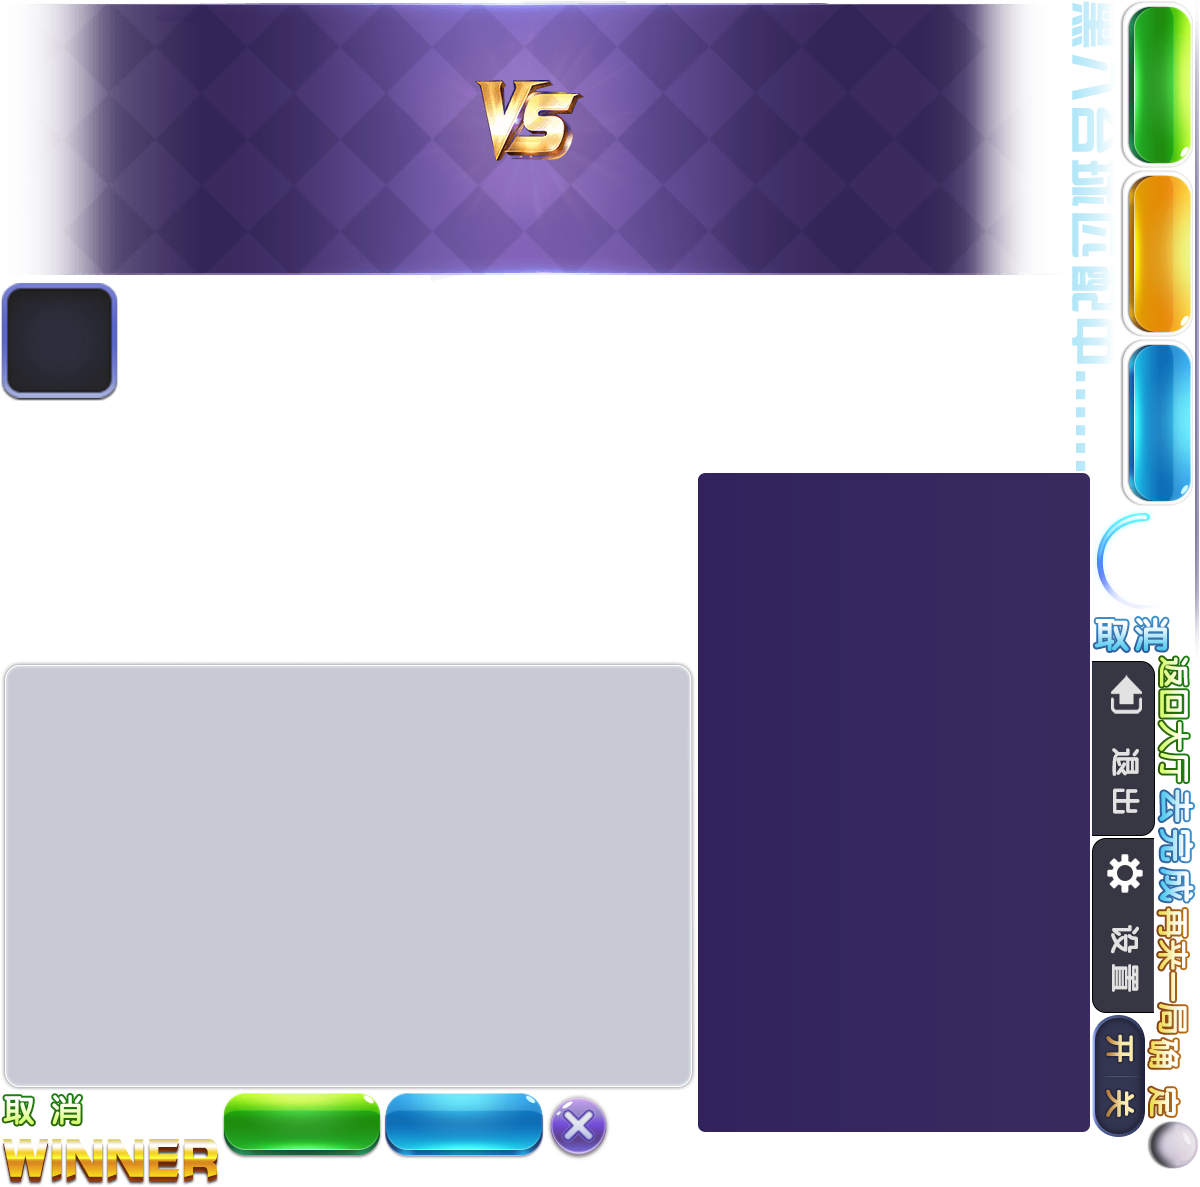 VS
黑八台球匹配中......
取消
返回大厅
去完成
再来一局
确 定
退出
设置
开 关
取 消
WINNER